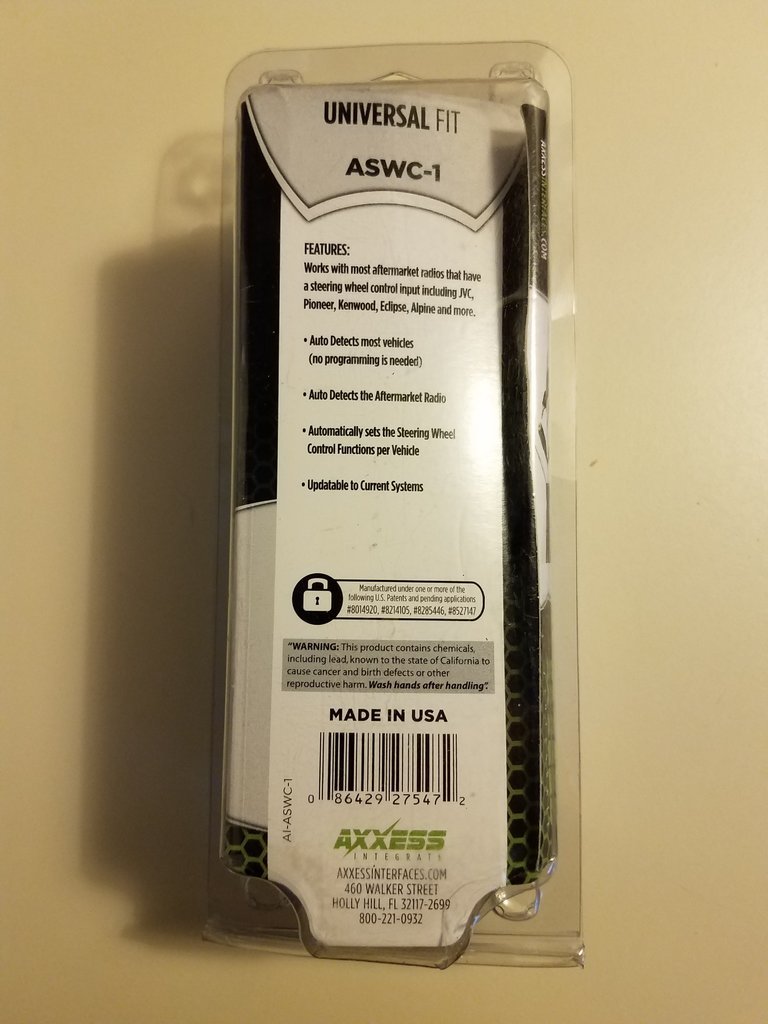 UNIVERSAL FIT
ASWC-1
AXXESSINTERFACES.COM
FEATURES:
Works with most aftermarket radios that have
a steering wheel control input including JVC,
Pioneer, Kenwood, Eclipse, Alpine and more.
• Auto Detects most vehicles
(no programming is needed)
• Auto Detects the Aftermarket Radio
• Automatically sets the Steering Wheel
Control Functions per Vehicle
• Updatable to Current Systems
Manufactured under one or more of the
following U.S. Patents and pending applications
#8014920, #8214105, #8285446, #8527147
"WARNING: This product contains chemicals,
including lead, known to the state of California to
cause cancer and birth defects or other
reproductive harm. Wash hands after handling".
MADE IN USA
0 86429 27547 2
AI-ASWC-1
AXXESS
INTEGRATE
AXXESSINTERFACES.COM
460 WALKER STREET
HOLLY HILL, FL 32117-2699
800-221-0932